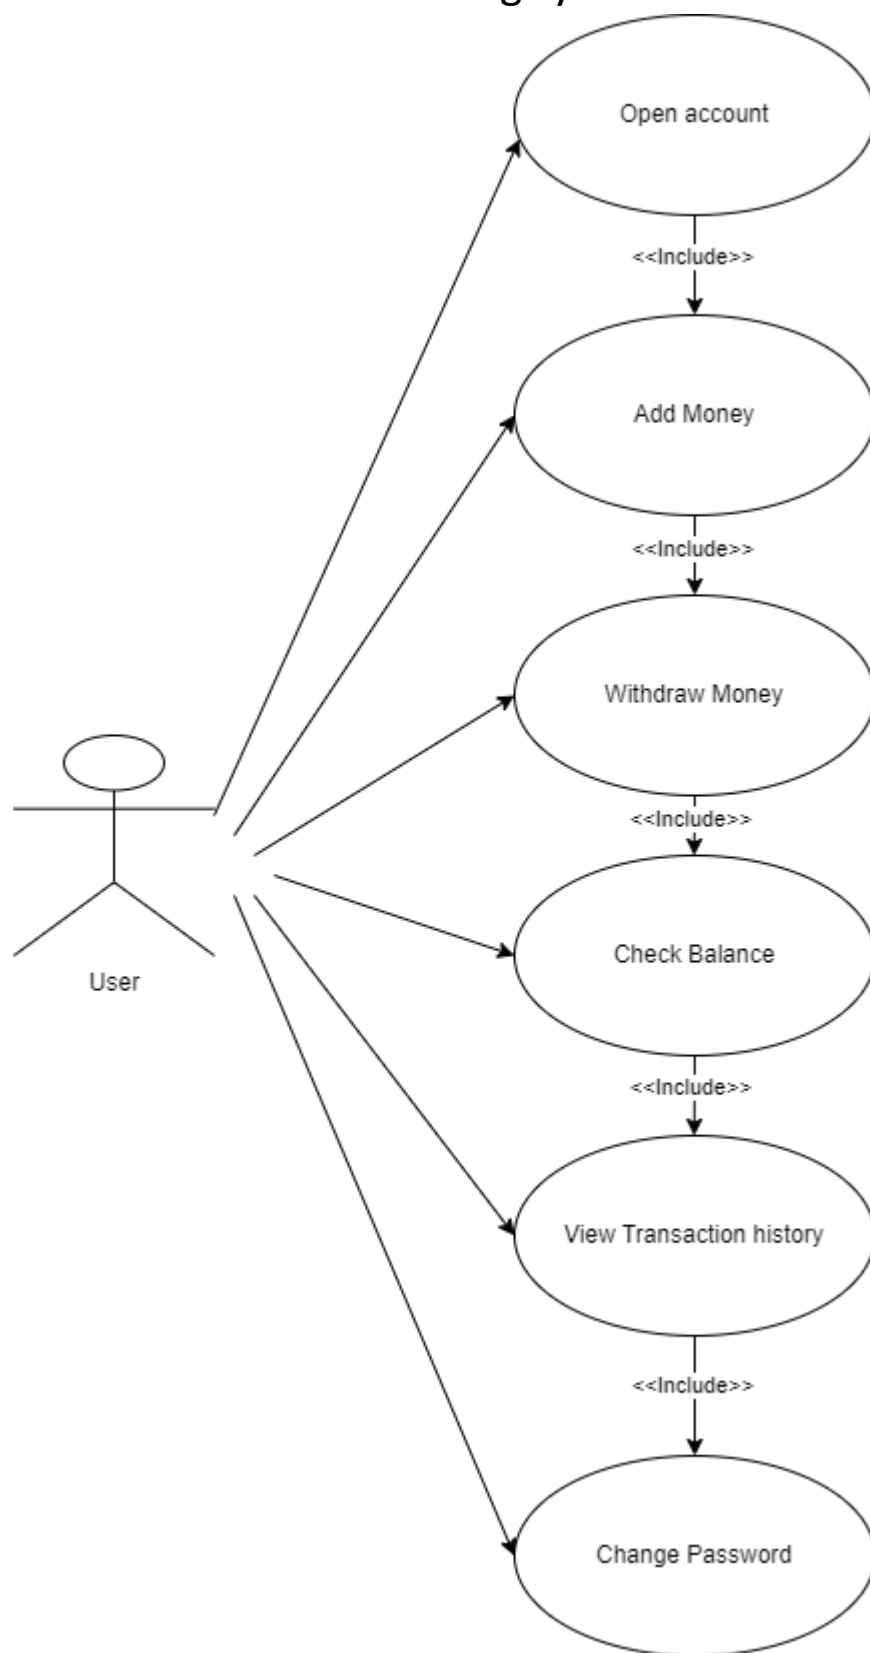 Open account
<<Include>>
Add Money
<<Include>>
Withdraw Money
<<Include>>
Check Balance
<<Include>>
View Transaction history
<<Include>>
Change Password
User